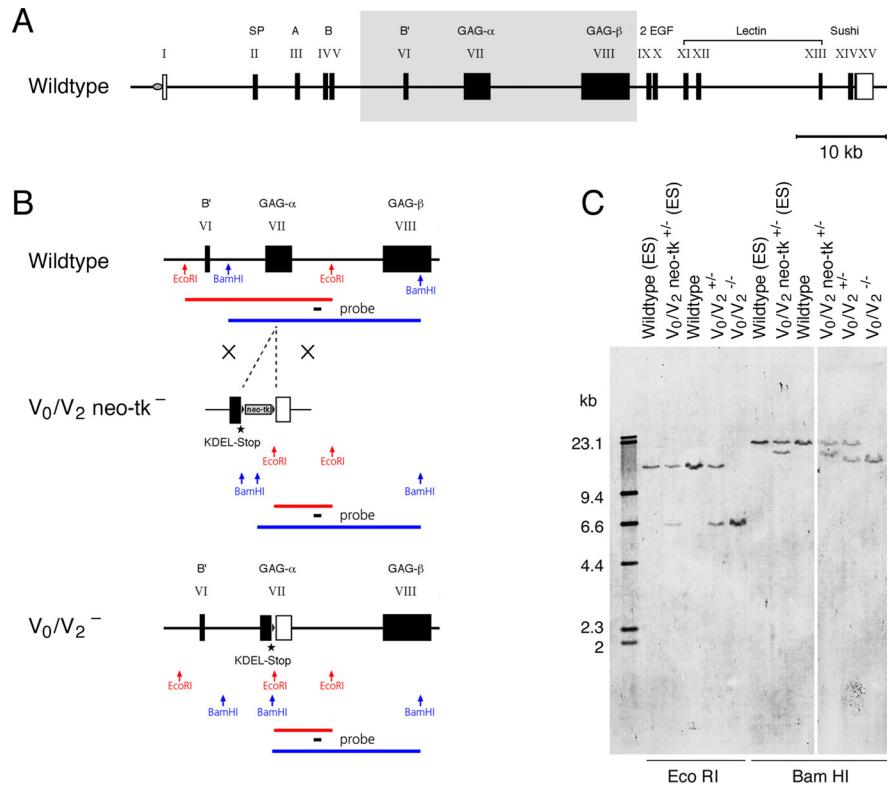 A
SP A B B' GAG-α GAG-β 2 EGF Lectin Sushi
I II III IV V VI VII VIII IX X XI XII XIII XIV XV
Wildtype
10 kb
B
B' GAG-α GAG-β
VI VII VIII
Wildtype
EcoRI BamHI EcoRI BamHI
probe
V0/V2 neo-tk−
neo-tk
KDEL-Stop
EcoRI EcoRI
BamHI BamHI
probe
B' GAG-α GAG-β
VI VII VIII
V0/V2−
KDEL-Stop
EcoRI EcoRI EcoRI
BamHI BamHI BamHI
probe
C
Wildtype (ES)
V0/V2 neo-tk+/- (ES)
Wildtype
V0/V2 +/-
V0/V2 -/-
Wildtype (ES)
V0/V2 neo-tk+/- (ES)
Wildtype
V0/V2 neo-tk+/-
V0/V2 +/-
V0/V2 -/-
kb
23.1
9.4
6.6
4.4
2.3
2
Eco RI Bam HI